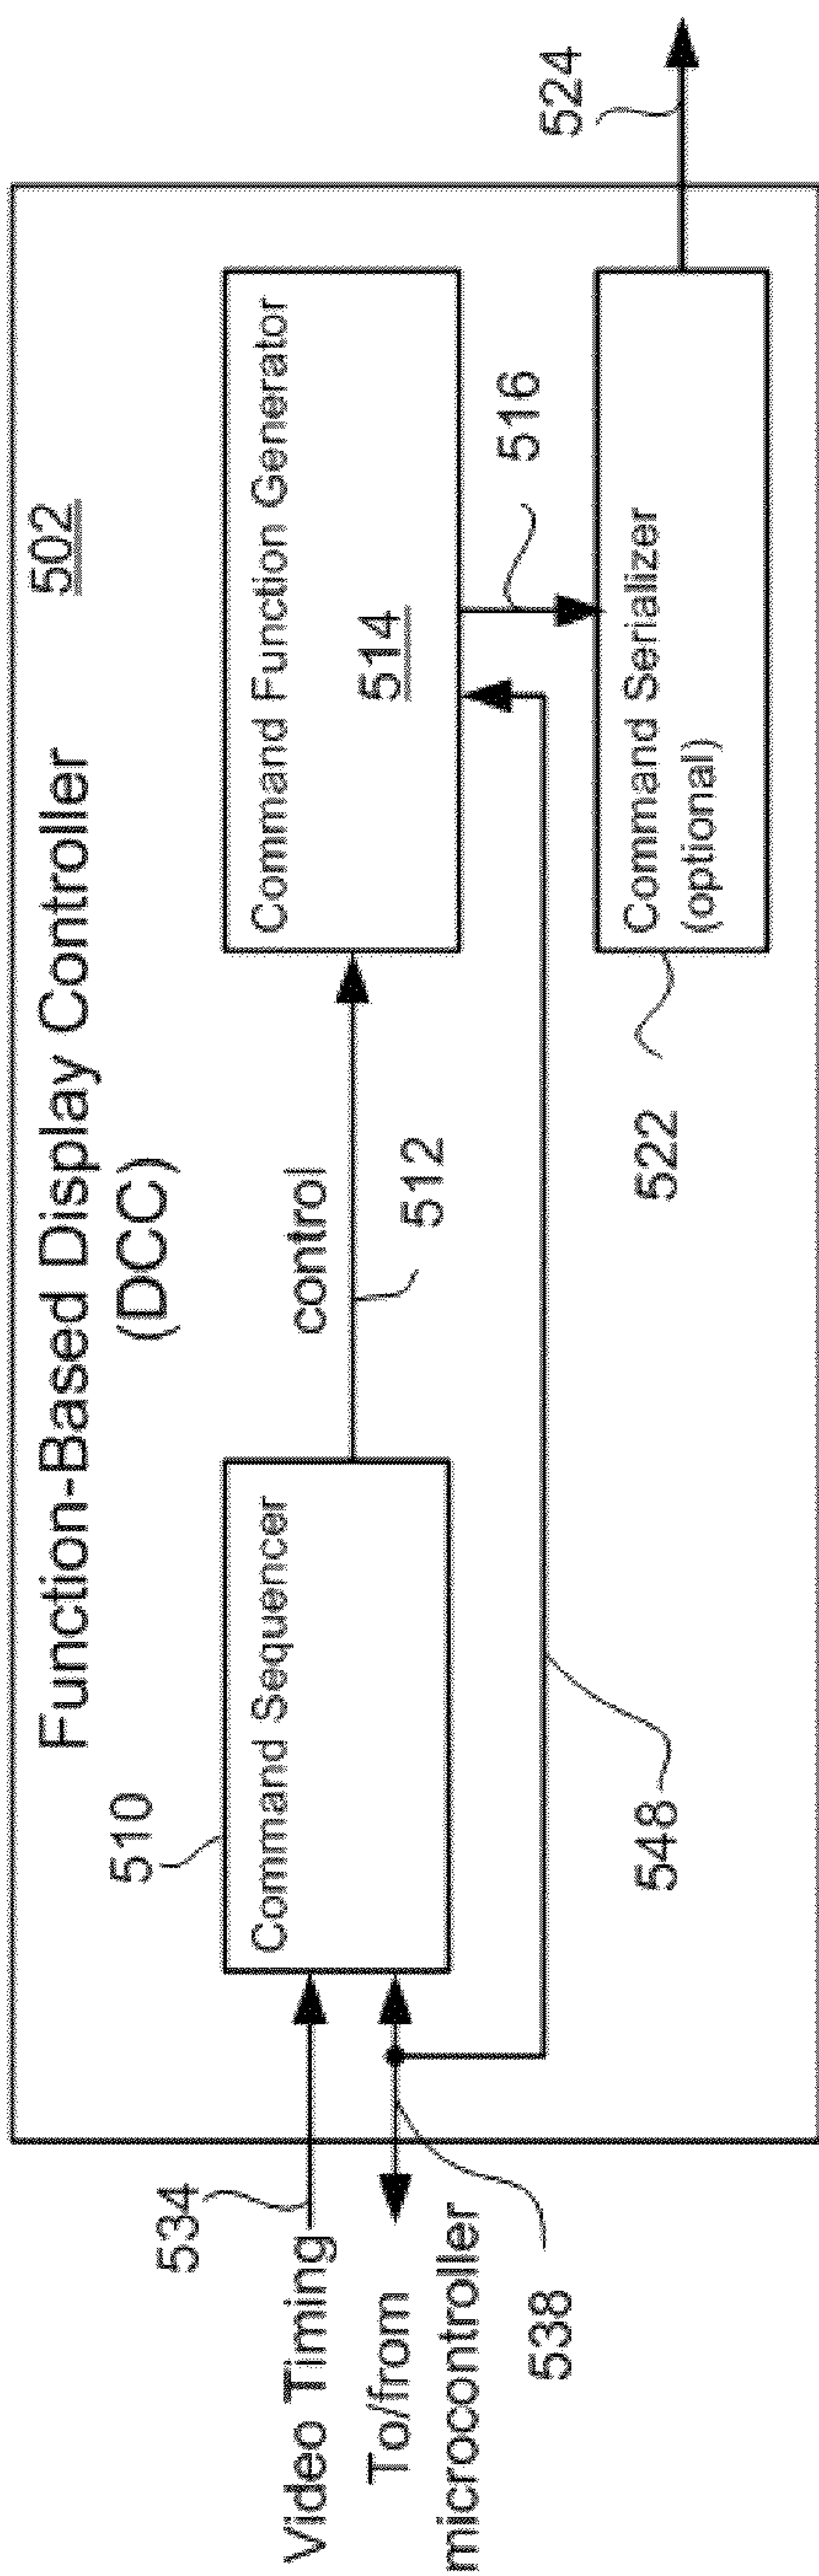 Function-Based Display Controller
(DCC)
502
510
Command Sequencer
control
512
Command Function Generator
514
516
Command Serializer
(optional)
522
524
534
Video Timing
To/from
microcontroller
538
548